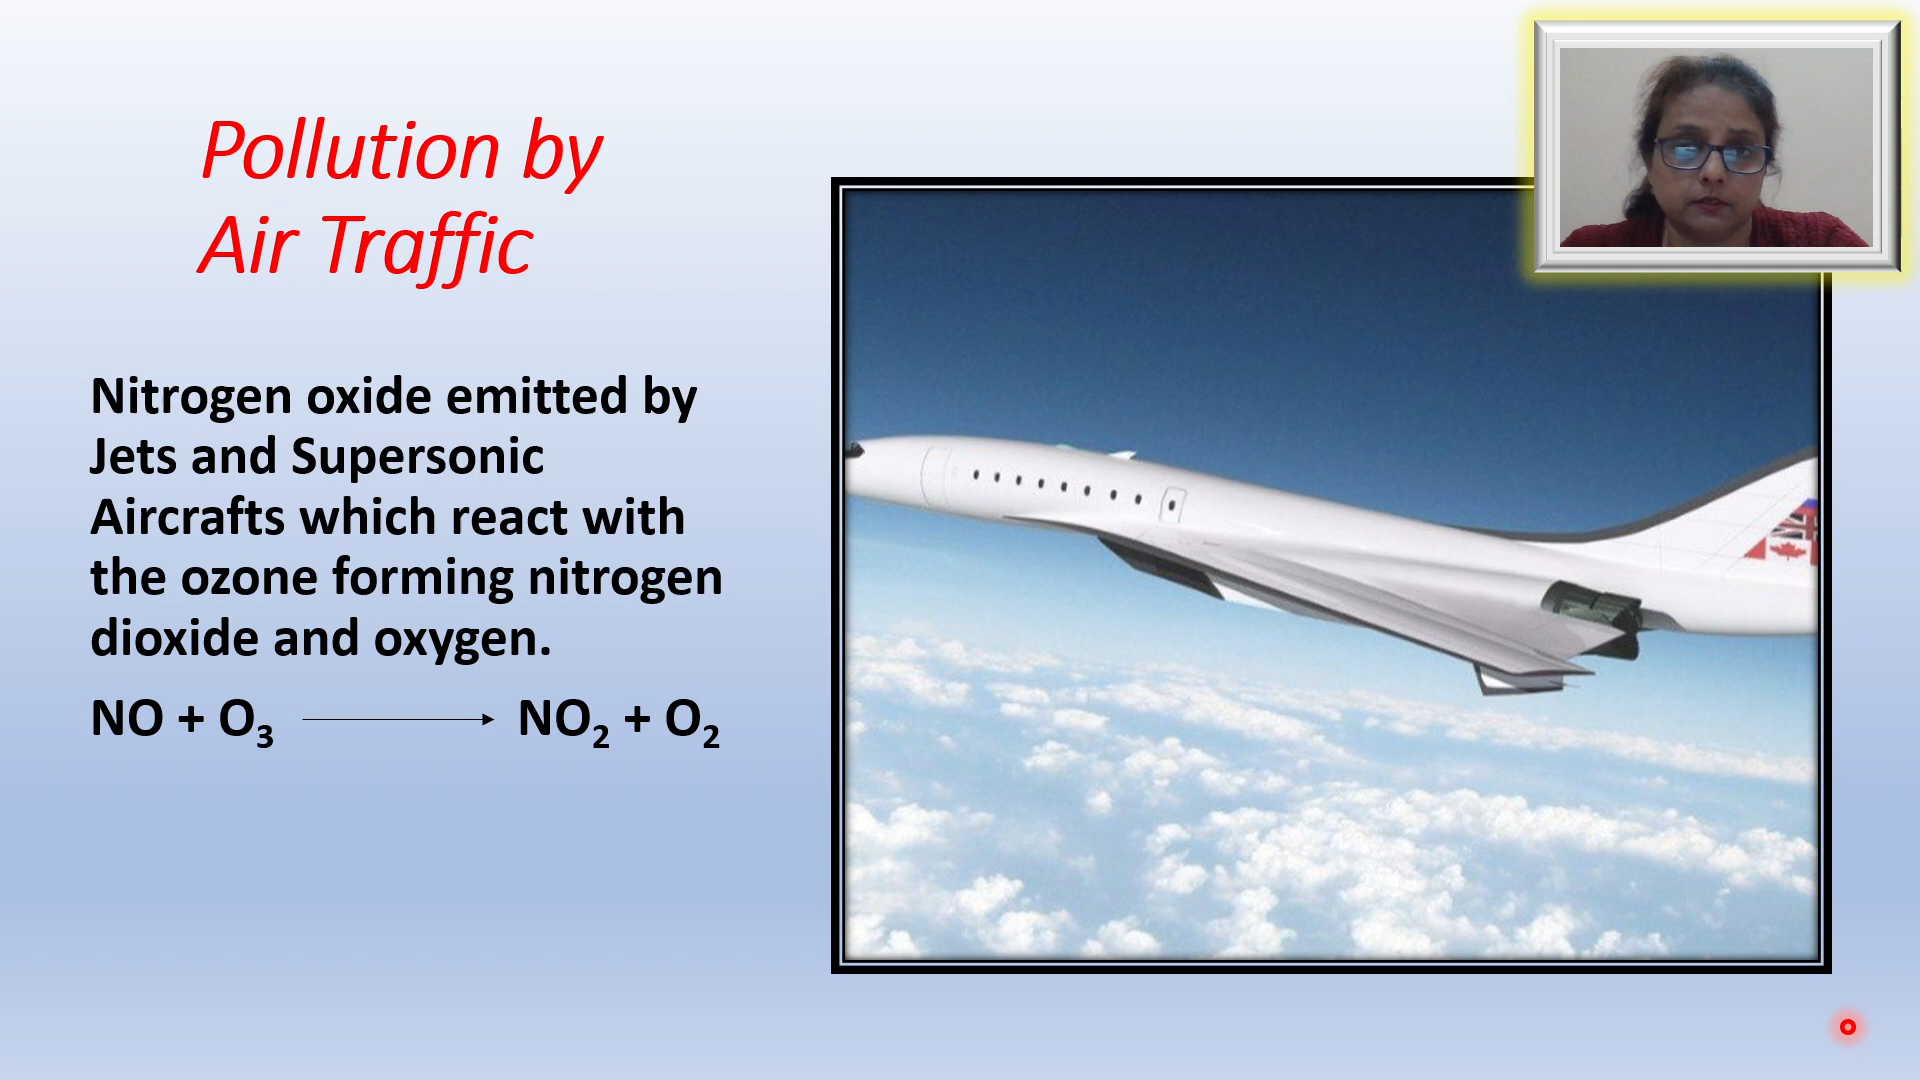 Pollution by
Air Traffic
Nitrogen oxide emitted by
Jets and Supersonic
Aircrafts which react with
the ozone forming nitrogen
dioxide and oxygen.
NO + O₃ ⟶ NO₂ + O₂